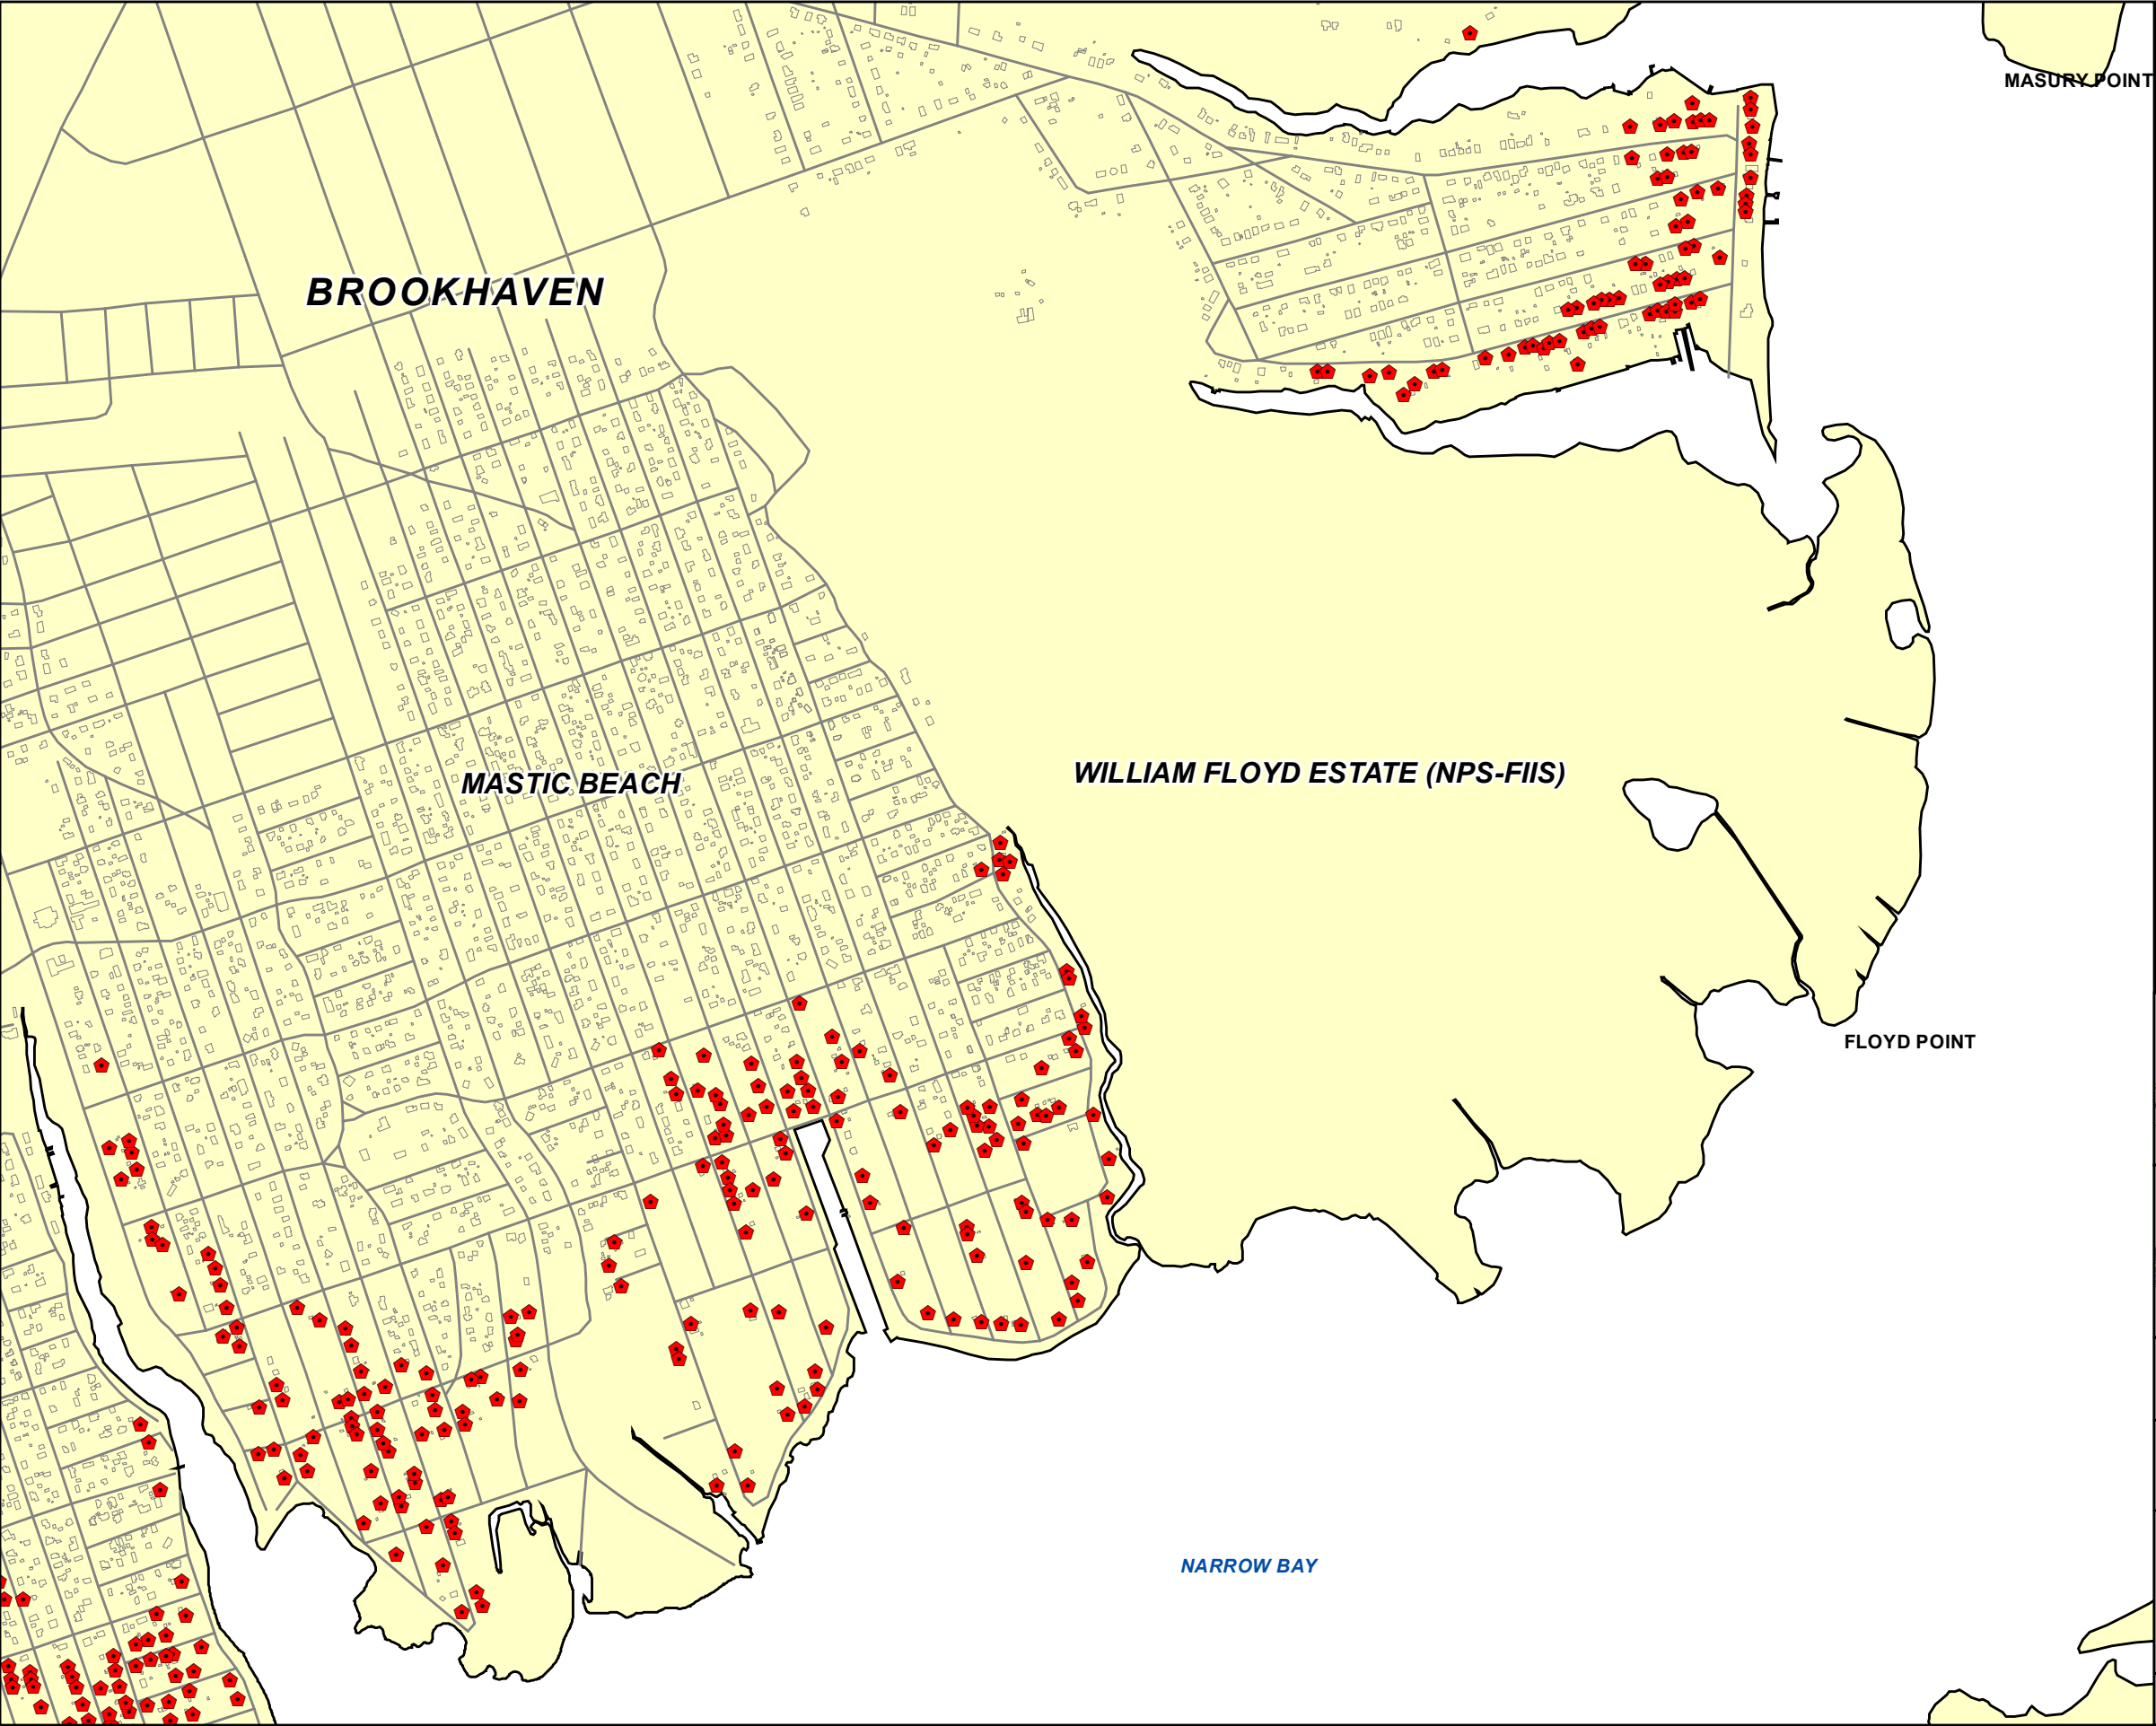 MASURY POINT
BROOKHAVEN
WILLIAM FLOYD ESTATE (NPS-FIIS)
MASTIC BEACH
FLOYD POINT
NARROW BAY